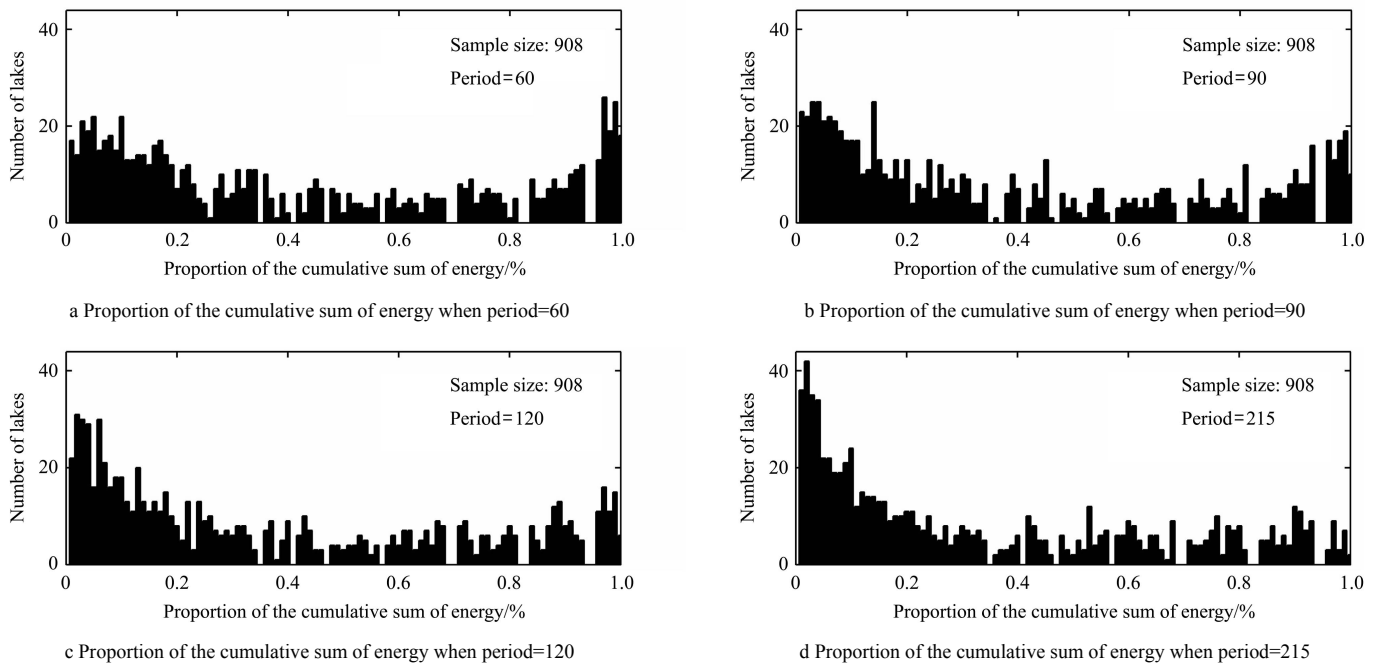 40
Sample size: 908
Period=60
20
0
0 0.2 0.4 0.6 0.8 1.0
Number of lakes
Proportion of the cumulative sum of energy/%
a Proportion of the cumulative sum of energy when period=60
40
Sample size: 908
Period=90
20
0
0 0.2 0.4 0.6 0.8 1.0
Number of lakes
Proportion of the cumulative sum of energy/%
b Proportion of the cumulative sum of energy when period=90
40
Sample size: 908
Period=120
20
0
0 0.2 0.4 0.6 0.8 1.0
Number of lakes
Proportion of the cumulative sum of energy/%
c Proportion of the cumulative sum of energy when period=120
40
Sample size: 908
Period=215
20
0
0 0.2 0.4 0.6 0.8 1.0
Number of lakes
Proportion of the cumulative sum of energy/%
d Proportion of the cumulative sum of energy when period=215